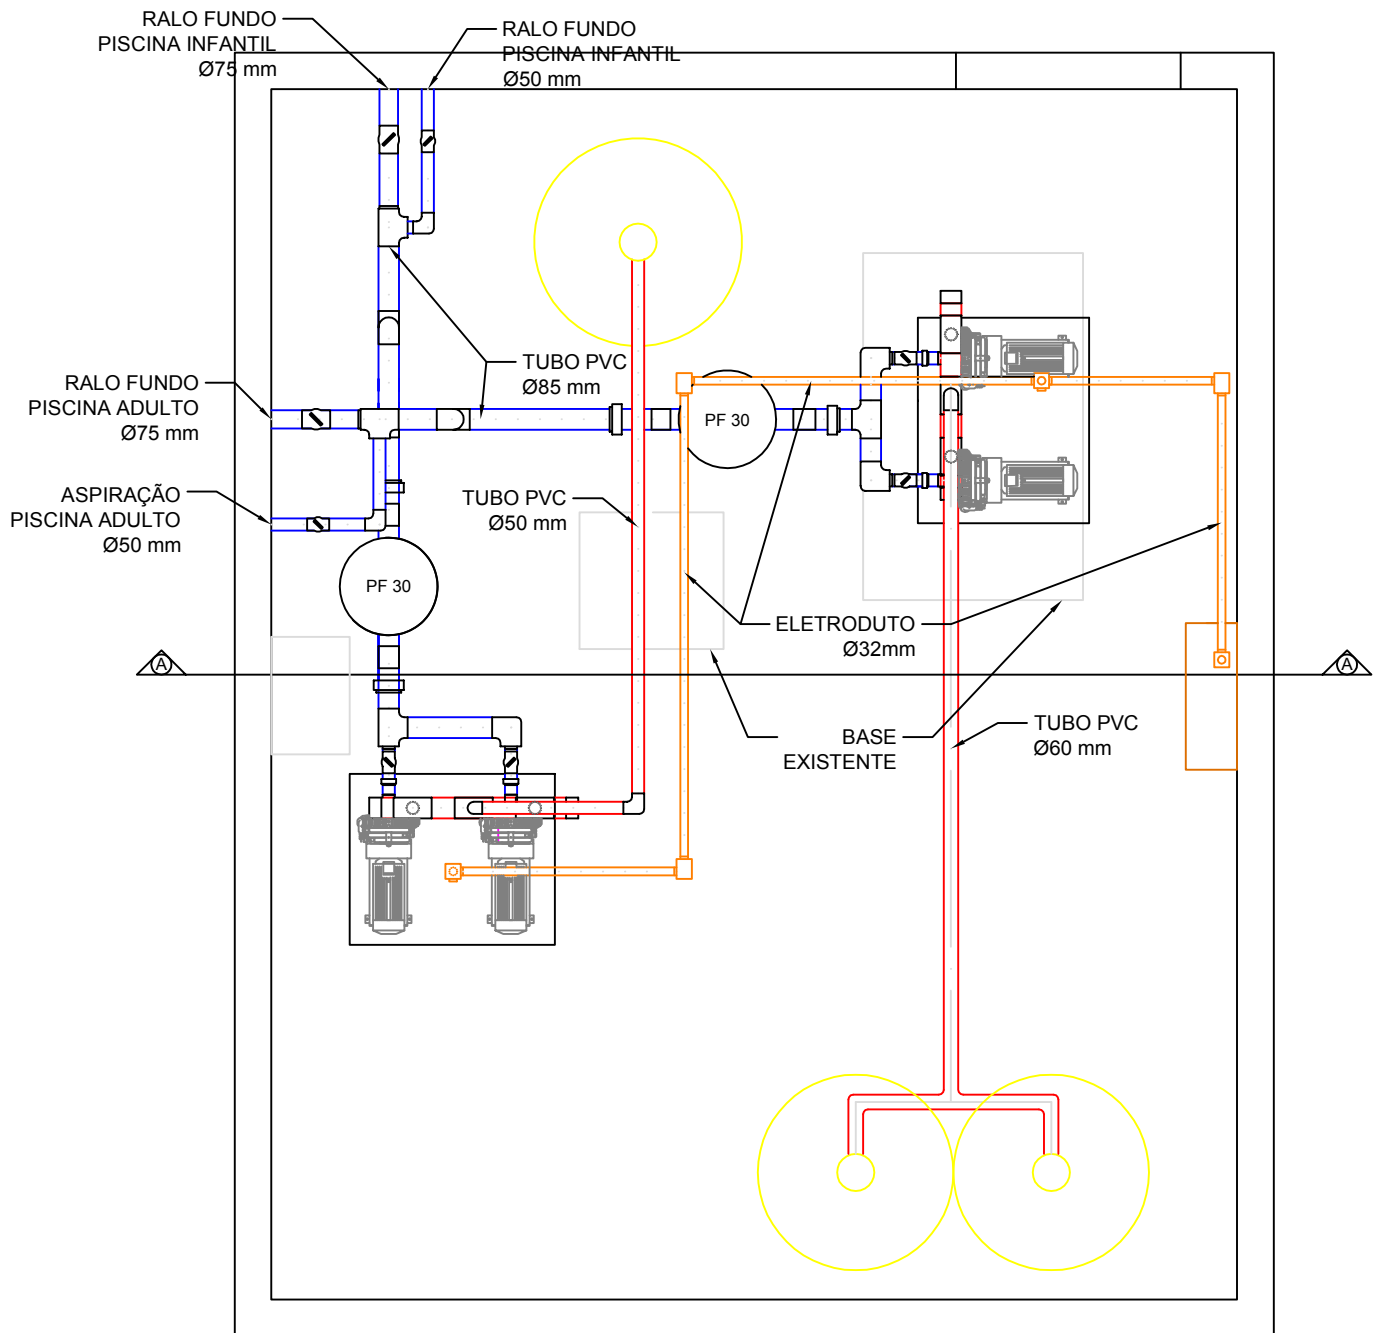 RALO FUNDO
PISCINA INFANTIL
Ø75 mm
RALO FUNDO
PISCINA INFANTIL
Ø50 mm
TUBO PVC
Ø85 mm
RALO FUNDO
PISCINA ADULTO
Ø75 mm
PF 30
ASPIRAÇÃO
PISCINA ADULTO
Ø50 mm
TUBO PVC
Ø50 mm
PF 30
ELETRODUTO
Ø32mm
A
A
BASE
EXISTENTE
TUBO PVC
Ø60 mm